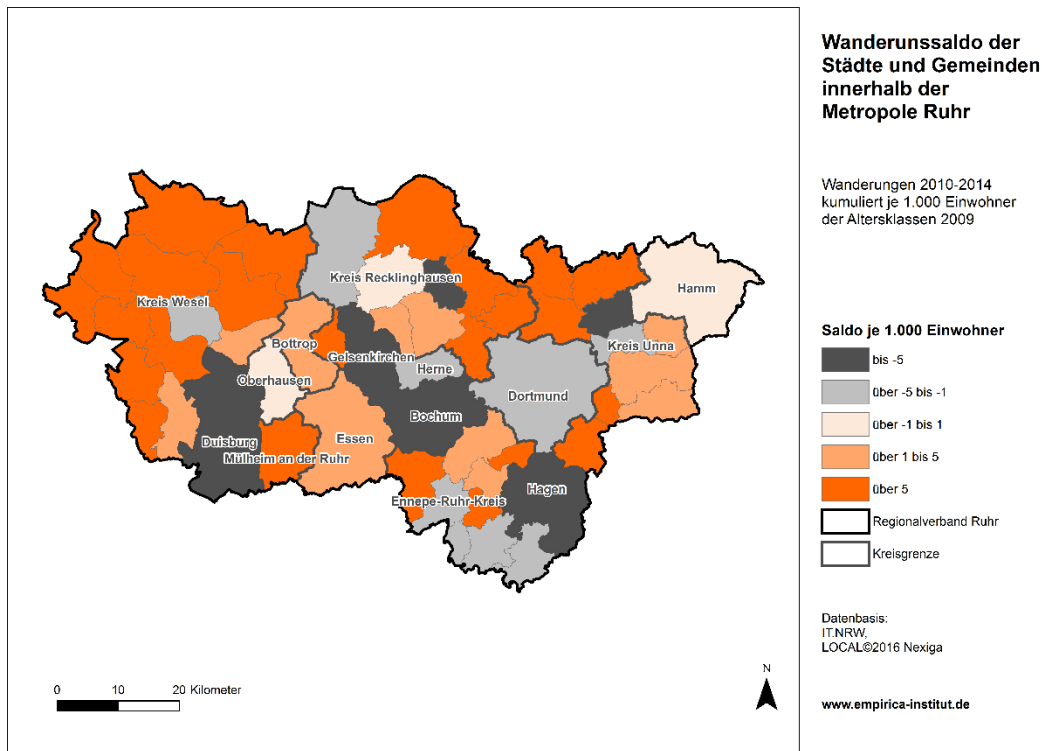 Wanderunssaldo der
Städte und Gemeinden
innerhalb der
Metropole Ruhr
Wanderungen 2010-2014
kumuliert je 1.000 Einwohner
der Altersklassen 2009
Saldo je 1.000 Einwohner
bis -5
über -5 bis -1
über -1 bis 1
über 1 bis 5
über 5
Regionalverband Ruhr
Kreisgrenze
Datenbasis:
IT.NRW,
LOCAL©2016 Nexiga
www.empirica-institut.de
Kreis Recklinghausen
Hamm
Kreis Wesel
Bottrop
Kreis Unna
Gelsenkirchen
Herne
Oberhausen
Dortmund
Bochum
Essen
Duisburg
Mülheim an der Ruhr
Hagen
Ennepe-Ruhr-Kreis
0 10 20 Kilometer
N